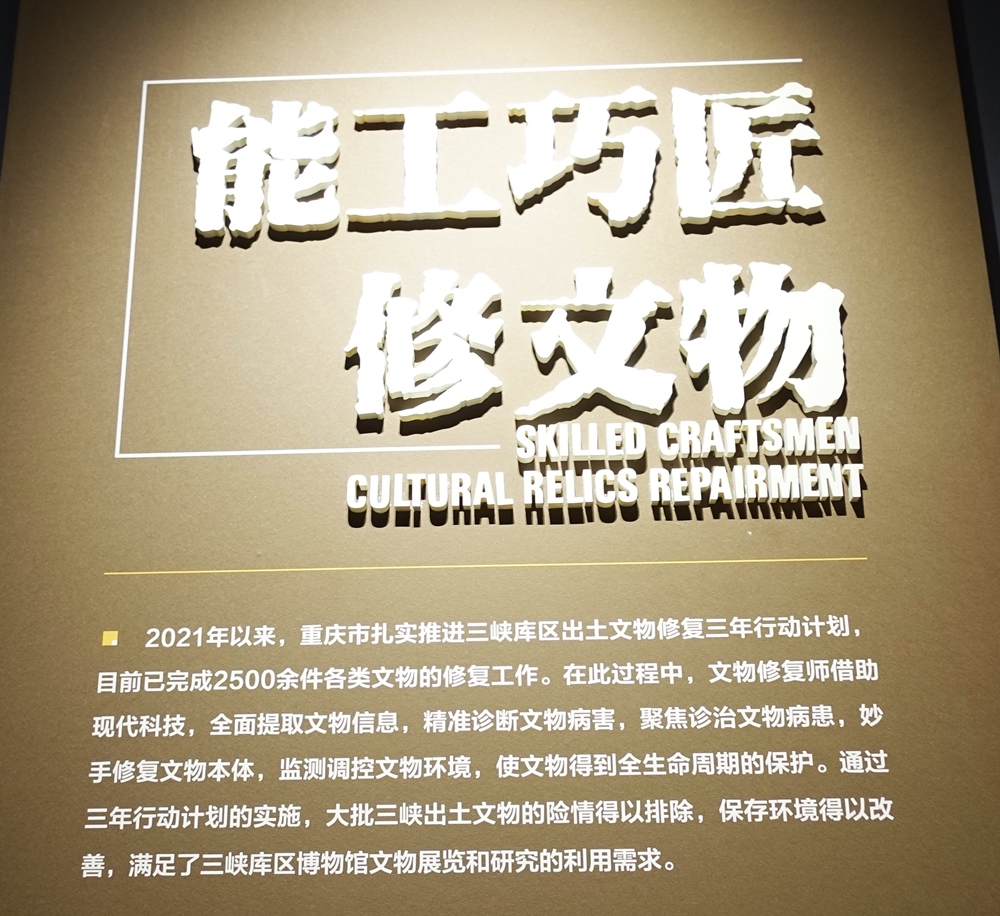 能工巧匠
修文物
SKILLED CRAFTSMEN
CULTURAL RELICS REPAIRMENT
2021年以来，重庆市扎实推进三峡库区出土文物修复三年行动计划，
目前已完成2500余件各类文物的修复工作。在此过程中，文物修复师借助
现代科技，全面提取文物信息，精准诊断文物病害，聚焦诊治文物病患，妙
手修复文物本体，监测调控文物环境，使文物得到全生命周期的保护。通过
三年行动计划的实施，大批三峡出土文物的险情得以排除，保存环境得以改
善，满足了三峡库区博物馆文物展览和研究的利用需求。